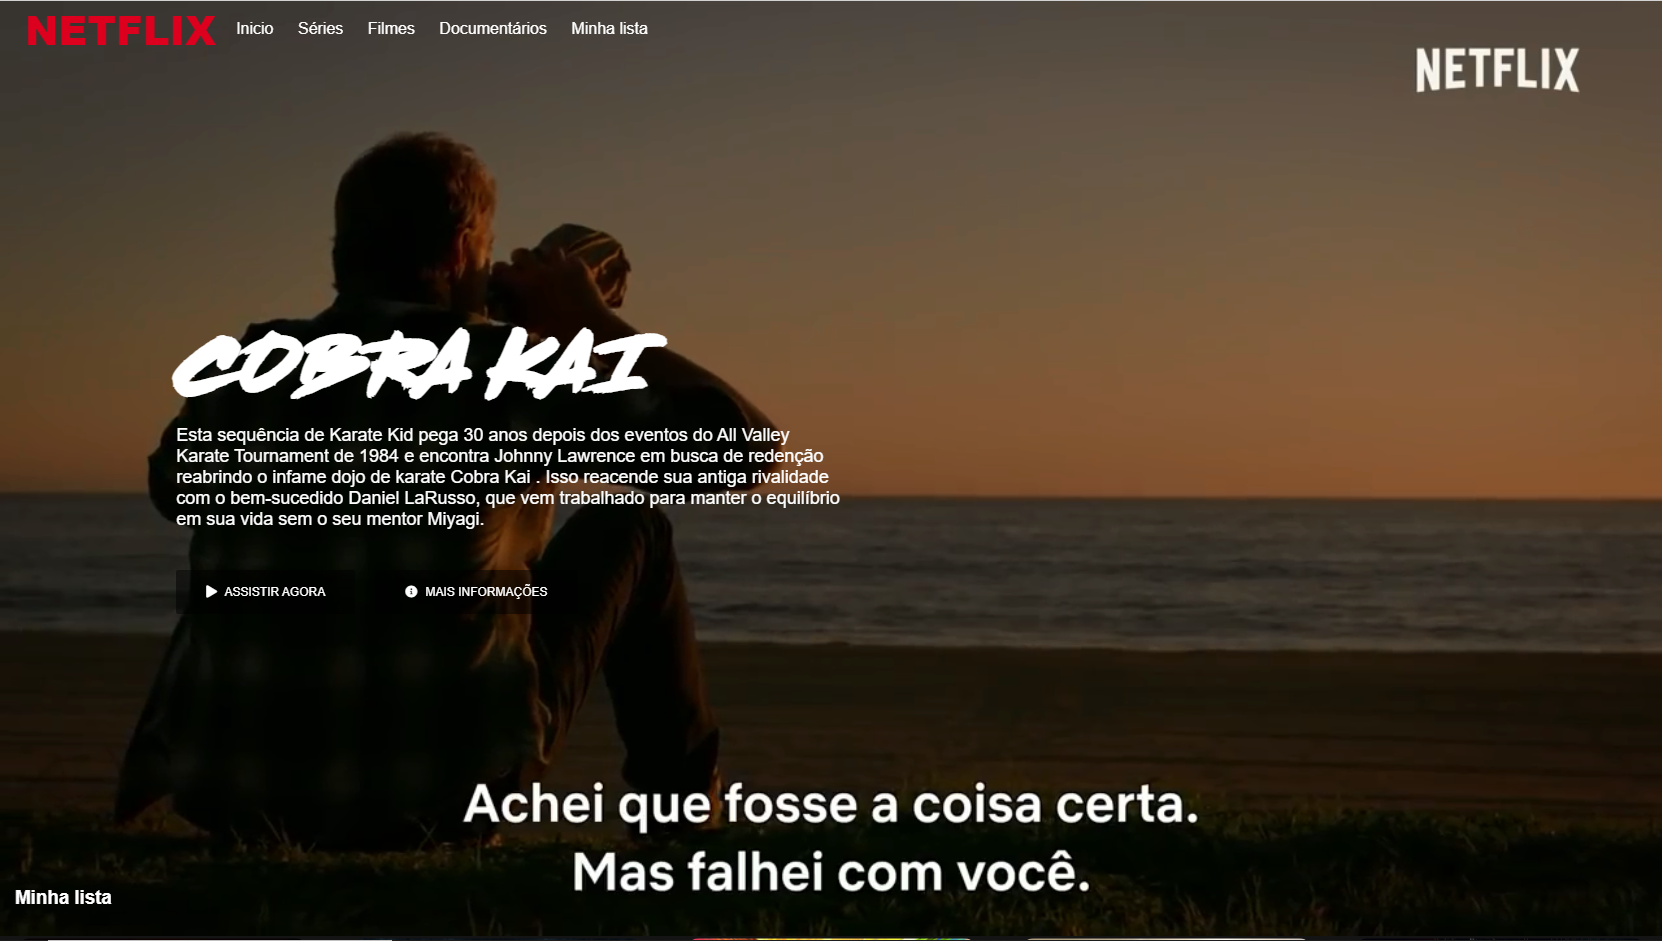 NETFLIX Inicio Séries Filmes Documentários Minha lista
NETFLIX
COBRA KAI
Esta sequência de Karate Kid pega 30 anos depois dos eventos do All Valley
Karate Tournament de 1984 e encontra Johnny Lawrence em busca de redenção
reabrindo o infame dojo de karate Cobra Kai . Isso reacende sua antiga rivalidade
com o bem-sucedido Daniel LaRusso, que vem trabalhado para manter o equilíbrio
em sua vida sem o seu mentor Miyagi.
ASSISTIR AGORA MAIS INFORMAÇÕES
Achei que fosse a coisa certa.
Mas falhei com você.
Minha lista